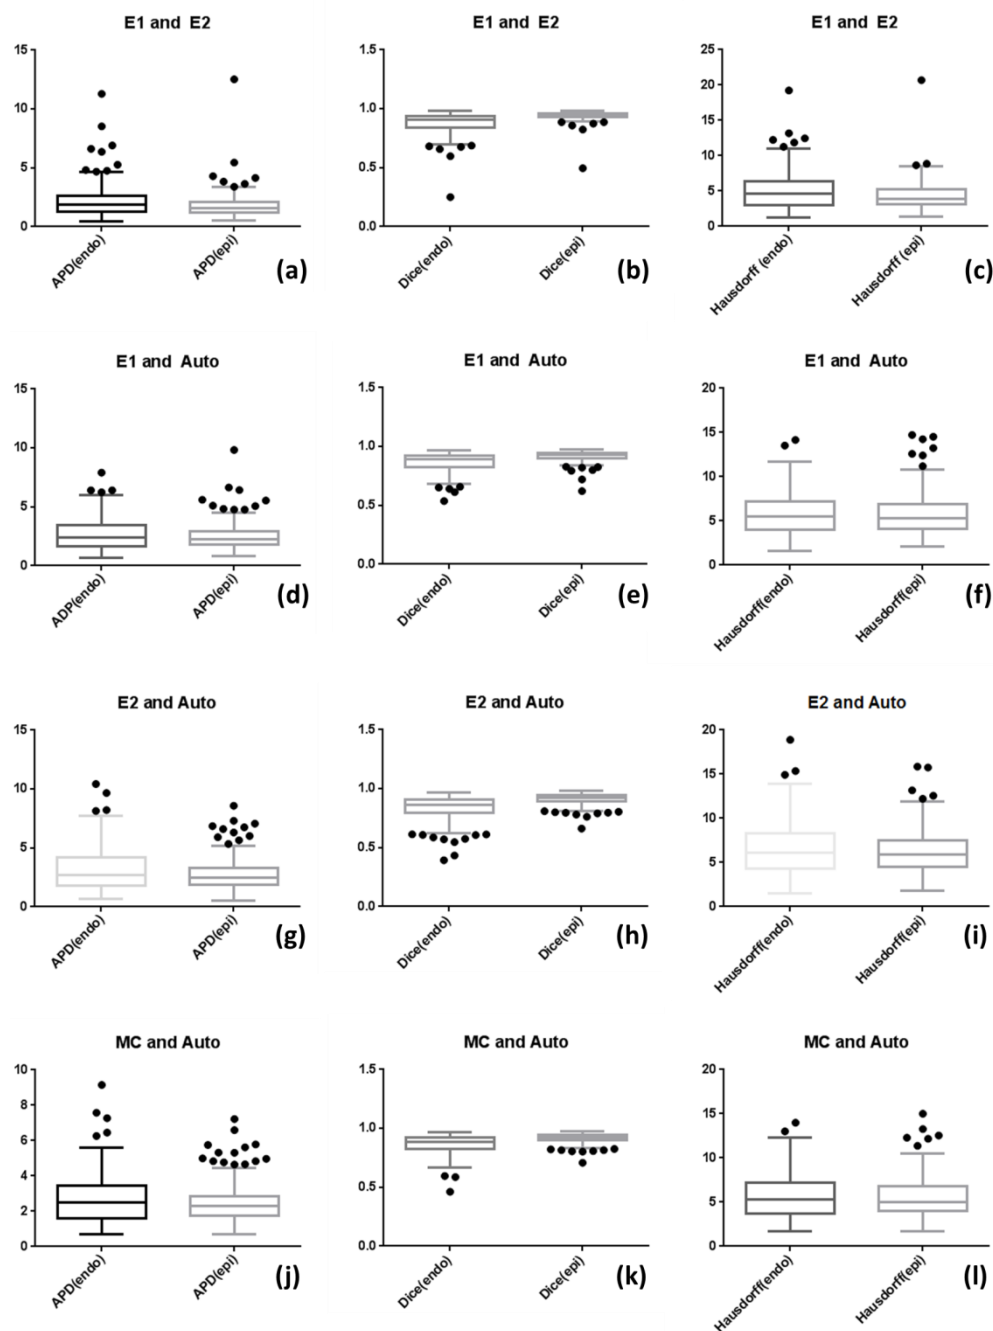 E1 and E2
E1 and E2
E1 and E2
15
10
5
0
APD(endo)
APD(epi)
(a)
1.5
1.0
0.5
0.0
Dice(endo)
Dice(epi)
(b)
25
20
15
10
5
0
Hausdorff (endo)
Hausdorff (epi)
(c)
E1 and Auto
E1 and Auto
E1 and Auto
15
10
5
0
ADP(endo)
APD(epi)
(d)
1.5
1.0
0.5
0.0
Dice(endo)
Dice(epi)
(e)
20
15
10
5
0
Hausdorff(endo)
Hausdorff(epi)
(f)
E2 and Auto
E2 and Auto
E2 and Auto
15
10
5
0
APD(endo)
APD(epi)
(g)
1.5
1.0
0.5
0.0
Dice(endo)
Dice(epi)
(h)
20
15
10
5
0
Hausdorff(endo)
Hausdorff(epi)
(i)
MC and Auto
MC and Auto
MC and Auto
10
8
6
4
2
0
APD(endo)
APD(epi)
(j)
1.5
1.0
0.5
0.0
Dice(endo)
Dice(epi)
(k)
20
15
10
5
0
Hausdorff(endo)
Hausdorff(epi)
(l)